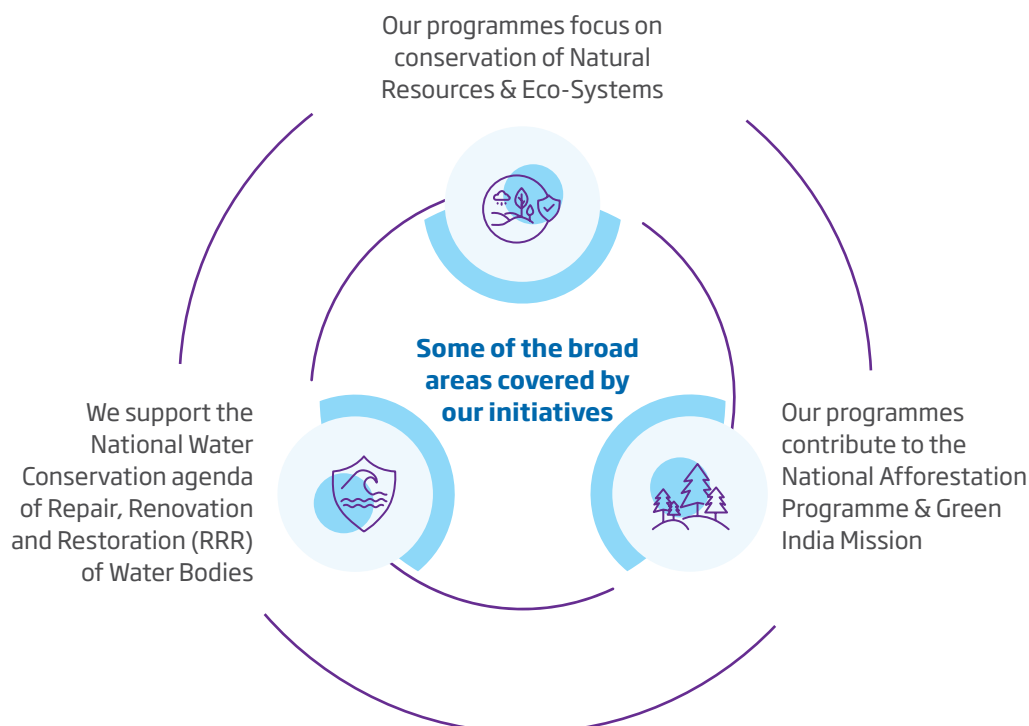 Our programmes focus on
conservation of Natural
Resources & Eco-Systems
Some of the broad
areas covered by
our initiatives
We support the
National Water
Conservation agenda
of Repair, Renovation
and Restoration (RRR)
of Water Bodies
Our programmes
contribute to the
National Afforestation
Programme & Green
India Mission